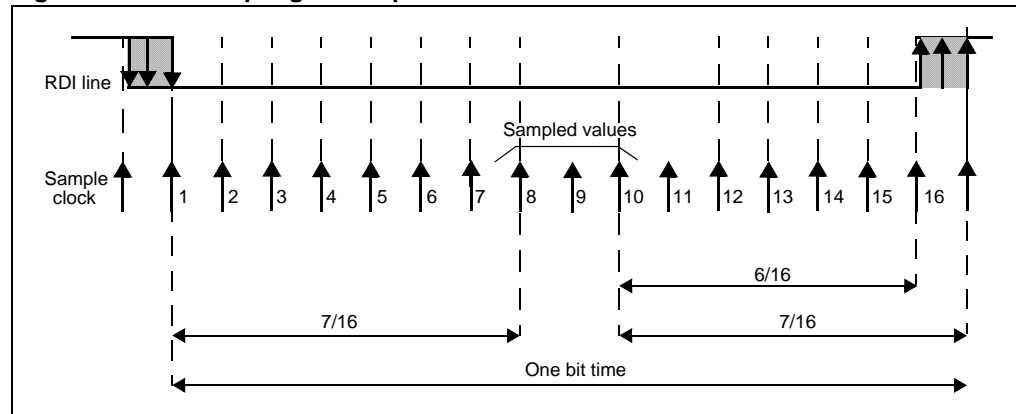 RDI line
Sampled values
Sample
clock
1 2 3 4 5 6 7 8 9 10 11 12 13 14 15 16
6/16
7/16 7/16
One bit time